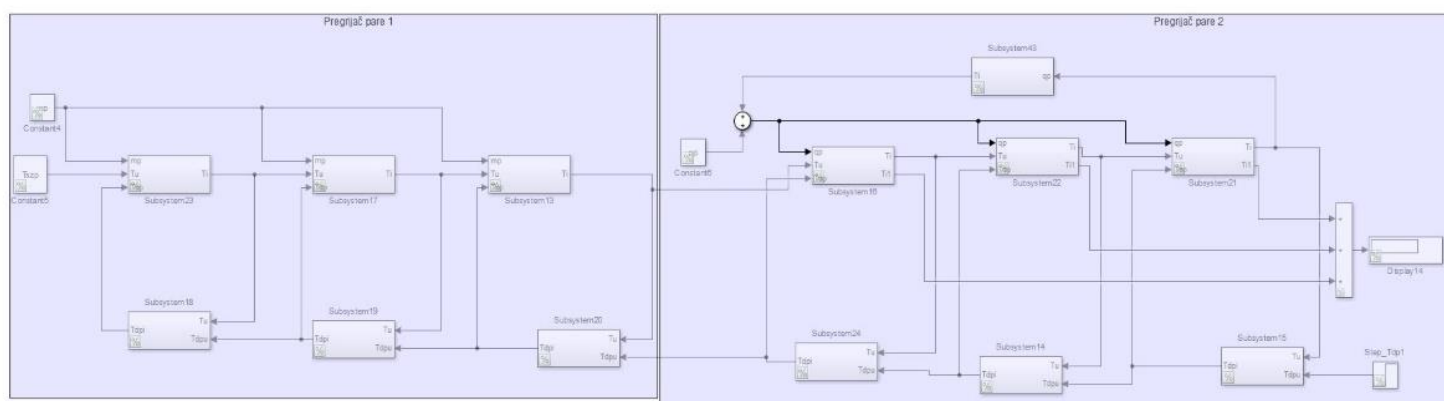 Pregrijač pare 1
Pregrijač pare 2
Subsystem43
Ti
qp
mp
Constant4
Tszp
Constant5
mp
Tu
Tdp
Ti
Subsystem23
mp
Tu
Tdp
Ti
Subsystem17
mp
Tu
Tdp
Ti
Subsystem13
qp
Constant6
qp
Tu
Tdp
Ti
Ti1
Subsystem16
qp
Tu
Tdp
Ti
Ti1
Subsystem22
qp
Tu
Tdp
Ti
Ti1
Subsystem21
Display14
Subsystem18
Tdpi
Tu
Tdpu
Subsystem19
Tdpi
Tu
Tdpu
Subsystem20
Tdpi
Tu
Tdpu
Subsystem24
Tdpi
Tu
Tdpu
Subsystem14
Tdpi
Tu
Tdpu
Subsystem15
Tdpi
Tu
Tdpu
Step_Tdp1